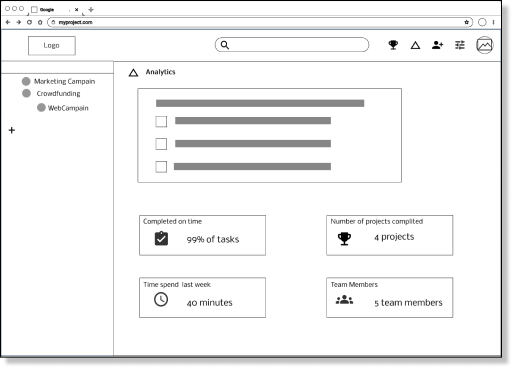 Google
myproject.com
Logo
Analytics
Marketing Campain
Crowdfunding
WebCampain
Completed on time
99% of tasks
Number of projects complited
4 projects
Time spend last week
40 minutes
Team Members
5 team members